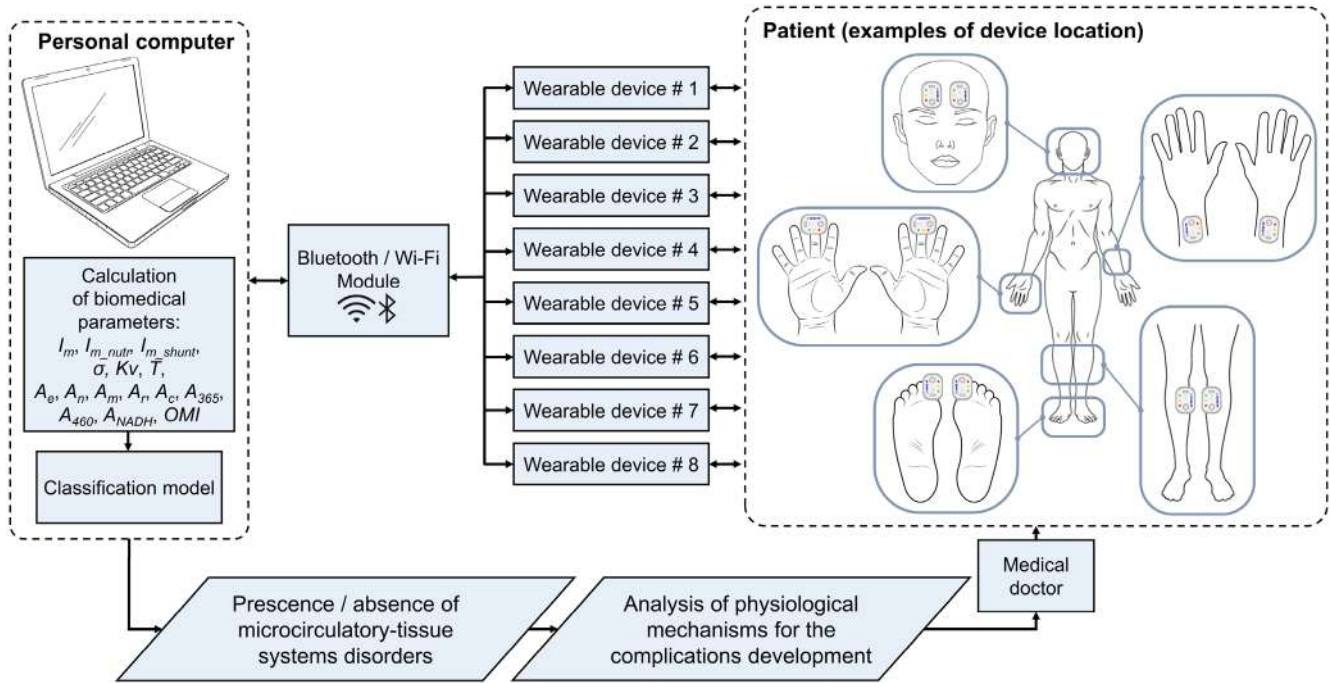 Personal computer
Calculation
of biomedical
parameters:
Iₘ, Iₘ_ₙᵤₜᵣ, Iₘ_ₛₕᵤₙₜ,
σ, Kv, T̄,
Aₑ, Aₙ, Aₘ, Aᵣ, A_c, A₃₆₅,
A₄₆₀, A_NADH, OMI
Classification model
Bluetooth / Wi-Fi
Module
Wearable device # 1
Wearable device # 2
Wearable device # 3
Wearable device # 4
Wearable device # 5
Wearable device # 6
Wearable device # 7
Wearable device # 8
Patient (examples of device location)
Prescence / absence of
microcirculatory-tissue
systems disorders
Analysis of physiological
mechanisms for the
complications development
Medical
doctor